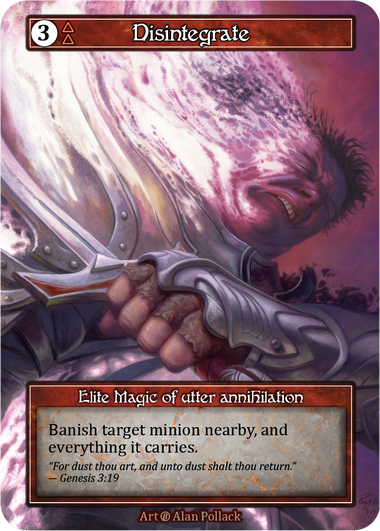 3
Disintegrate
Elite Magic of utter annihilation
Banish target minion nearby, and
everything it carries.
"For dust thou art, and unto dust shalt thou return."
— Genesis 3:19
Art @ Alan Pollack